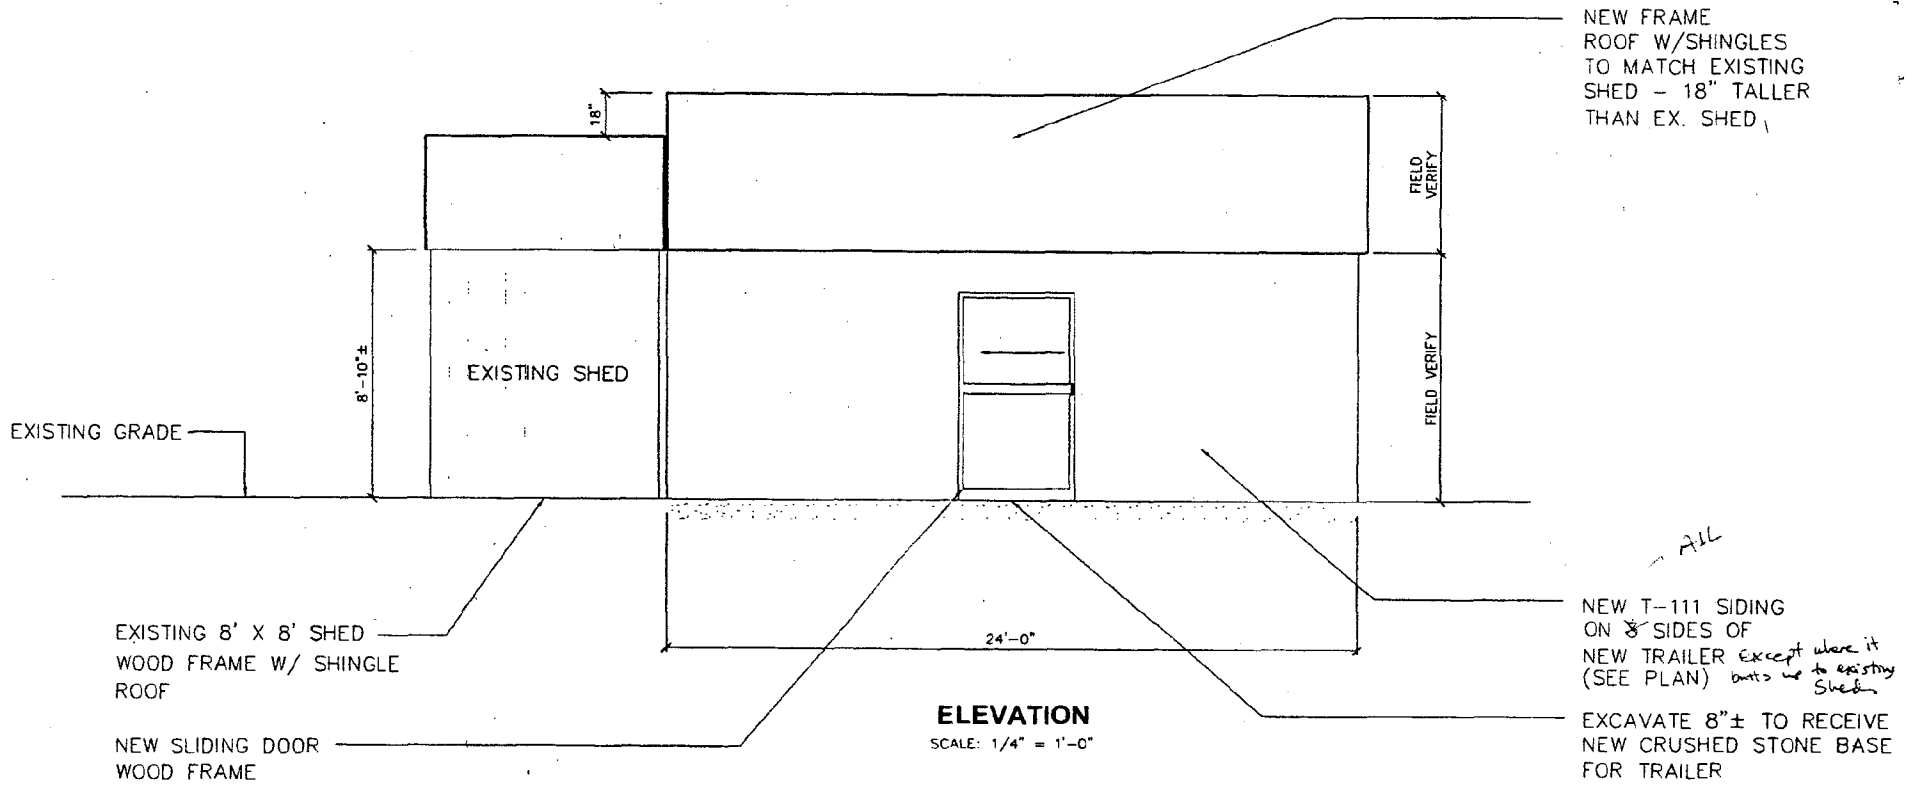 NEW FRAME
ROOF W/SHINGLES
TO MATCH EXISTING
SHED - 18" TALLER
THAN EX. SHED
18"
FIELD
VERIFY
8'-10"±
EXISTING SHED
FIELD VERIFY
EXISTING GRADE
24'-0"
EXISTING 8' X 8' SHED
WOOD FRAME W/ SHINGLE
ROOF
NEW SLIDING DOOR
WOOD FRAME
ELEVATION
SCALE: 1/4" = 1'-0"
ALL
NEW T-111 SIDING
ON 3 SIDES OF
NEW TRAILER Except where it
(SEE PLAN) butts up to existing
Sheds
EXCAVATE 8"± TO RECEIVE
NEW CRUSHED STONE BASE
FOR TRAILER